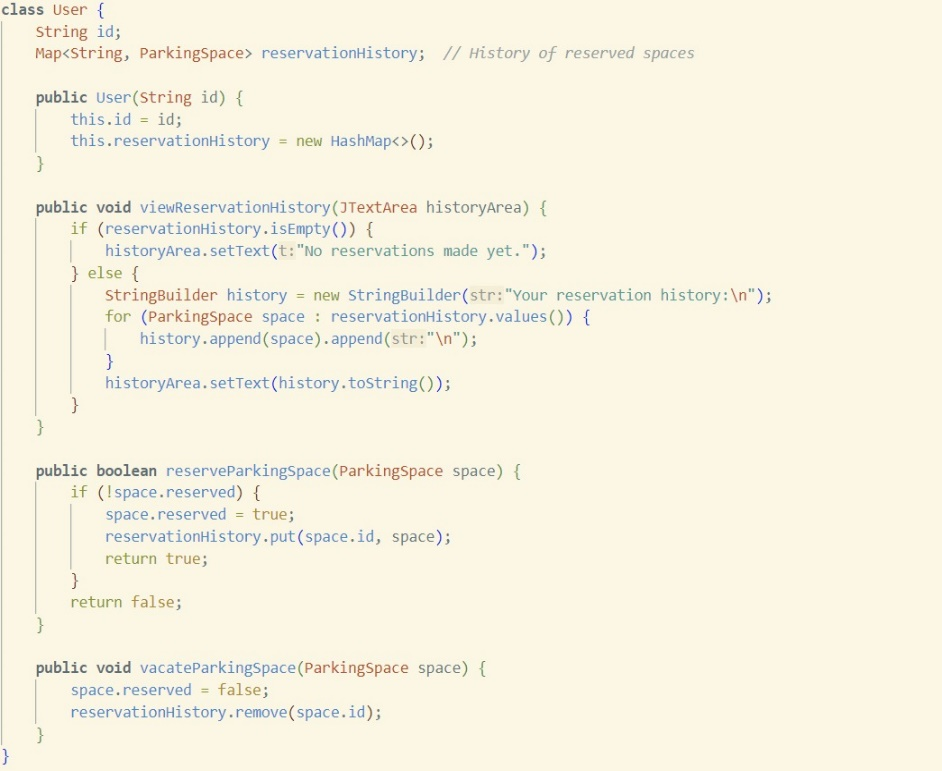 class User {
    String id;
    Map<String, ParkingSpace> reservationHistory;  // History of reserved spaces

    public User(String id) {
        this.id = id;
        this.reservationHistory = new HashMap<>();
    }

    public void viewReservationHistory(JTextArea historyArea) {
        if (reservationHistory.isEmpty()) {
            historyArea.setText(t:"No reservations made yet.");
        } else {
            StringBuilder history = new StringBuilder(str:"Your reservation history:\n");
            for (ParkingSpace space : reservationHistory.values()) {
                history.append(space).append(str:"\n");
            }
            historyArea.setText(history.toString());
        }
    }

    public boolean reserveParkingSpace(ParkingSpace space) {
        if (!space.reserved) {
            space.reserved = true;
            reservationHistory.put(space.id, space);
            return true;
        }
        return false;
    }

    public void vacateParkingSpace(ParkingSpace space) {
        space.reserved = false;
        reservationHistory.remove(space.id);
    }
}